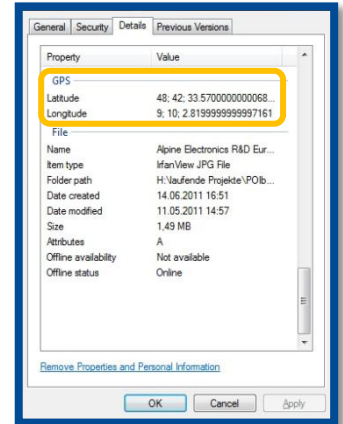 General Security Details Previous Versions
Property Value
GPS
Latitude 48; 42; 33.5700000000068...
Longitude 9; 10; 2.8199999999997161
File
Name Alpine Electronics R&D Eur...
Item type IrfanView JPG File
Folder path H:\laufende Projekte\POIb...
Date created 14.06.2011 16:51
Date modified 11.05.2011 14:57
Size 1,49 MB
Attributes A
Offline availability Not available
Offline status Online
Remove Properties and Personal Information
OK Cancel Apply